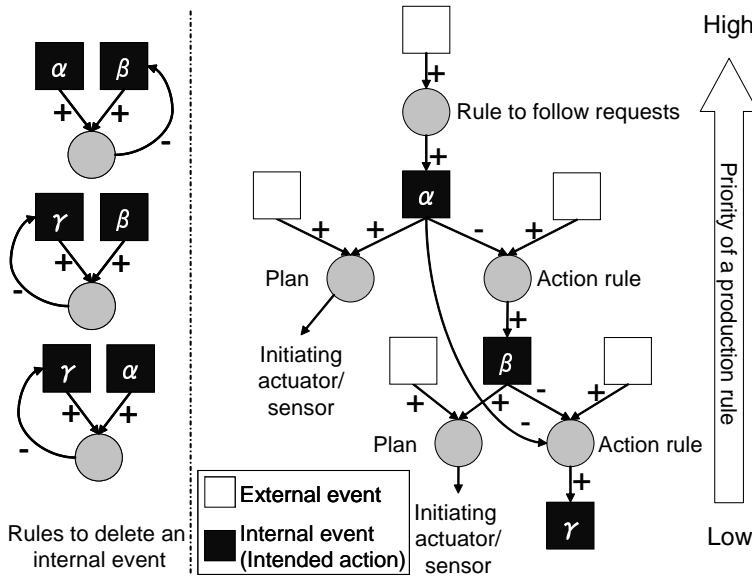 α β
+ +
-
γ β
+ +
-
γ α
+ +
-
Rules to delete an
internal event
+
Rule to follow requests
+
α
+ + - +
Plan
Action rule
+
Initiating
actuator/
sensor
β
+ + - - +
Plan
Action rule
+
Initiating
actuator/
sensor
γ
External event
Internal event
(Intended action)
High
Priority of a production rule
Low